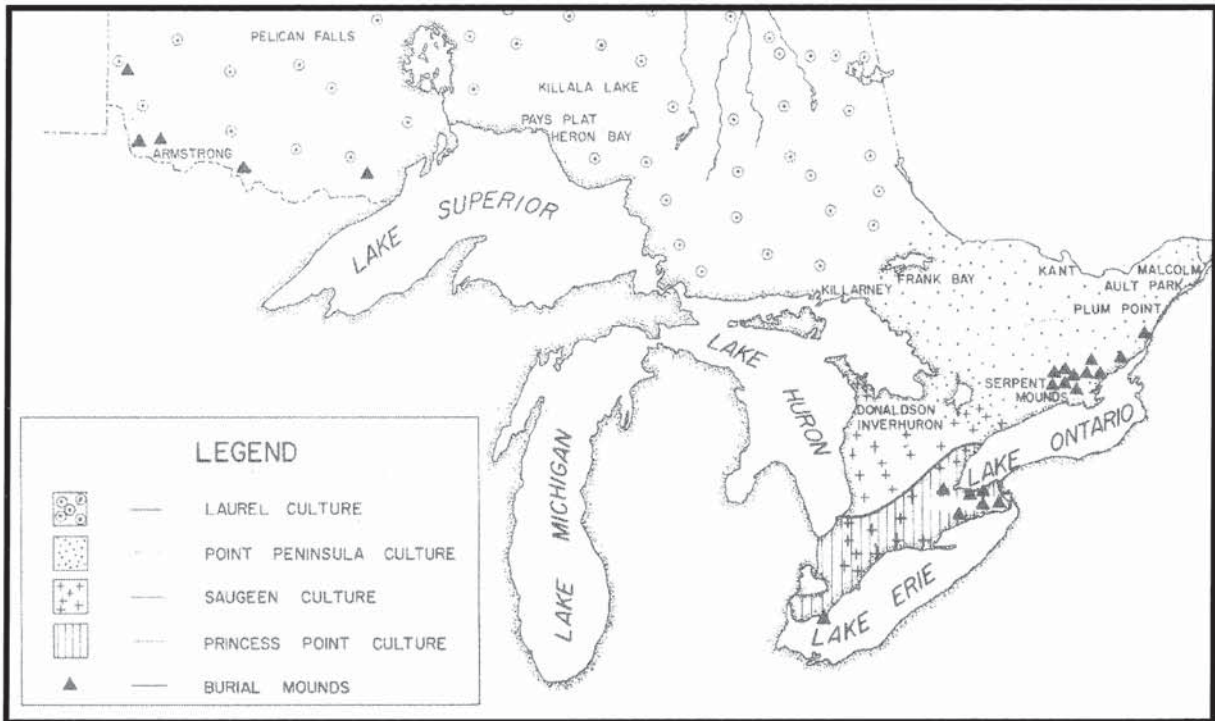 PELICAN FALLS
KILLALA LAKE
PAYS PLAT
HERON BAY
ARMSTRONG
LAKE SUPERIOR
KILLARNEY
FRANK BAY
KANT
MALCOLM
AULT PARK
PLUM POINT
LAKE HURON
SERPENT
MOUNDS
DONALDSON
INVERHURON
LAKE ONTARIO
LAKE MICHIGAN
LAKE ERIE
LEGEND
LAUREL CULTURE
POINT PENINSULA CULTURE
SAUGEEN CULTURE
PRINCESS POINT CULTURE
BURIAL MOUNDS